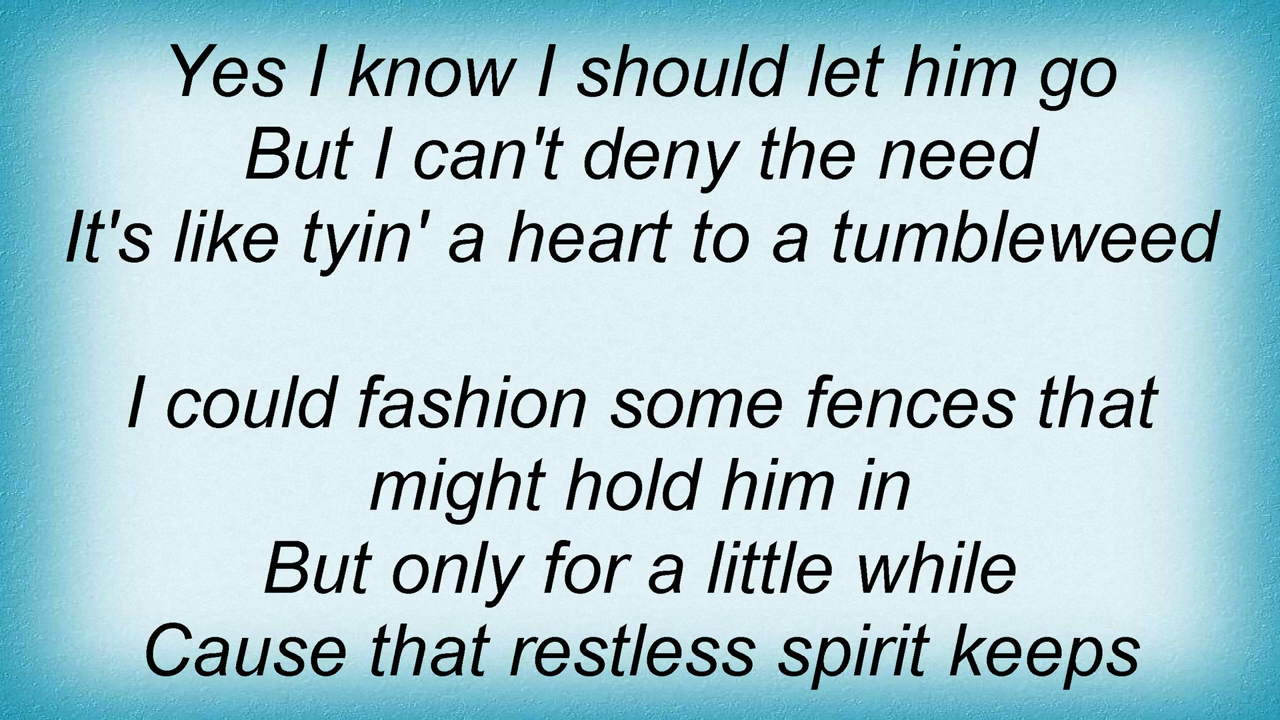 Yes I know I should let him go
But I can't deny the need
It's like tyin' a heart to a tumbleweed
I could fashion some fences that
might hold him in
But only for a little while
Cause that restless spirit keeps